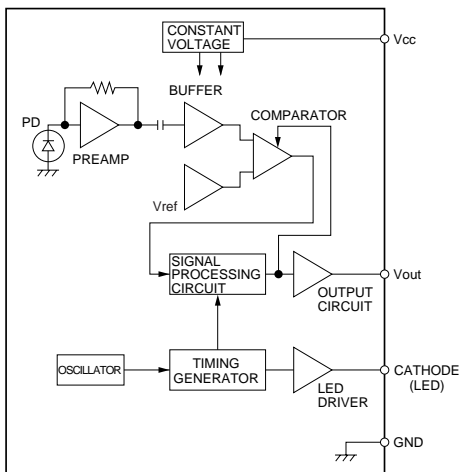 CONSTANT
VOLTAGE
Vcc
BUFFER
COMPARATOR
PD
PREAMP
Vref
SIGNAL
PROCESSING
CIRCUIT
Vout
OUTPUT
CIRCUIT
OSCILLATOR
TIMING
GENERATOR
CATHODE
(LED)
LED
DRIVER
GND